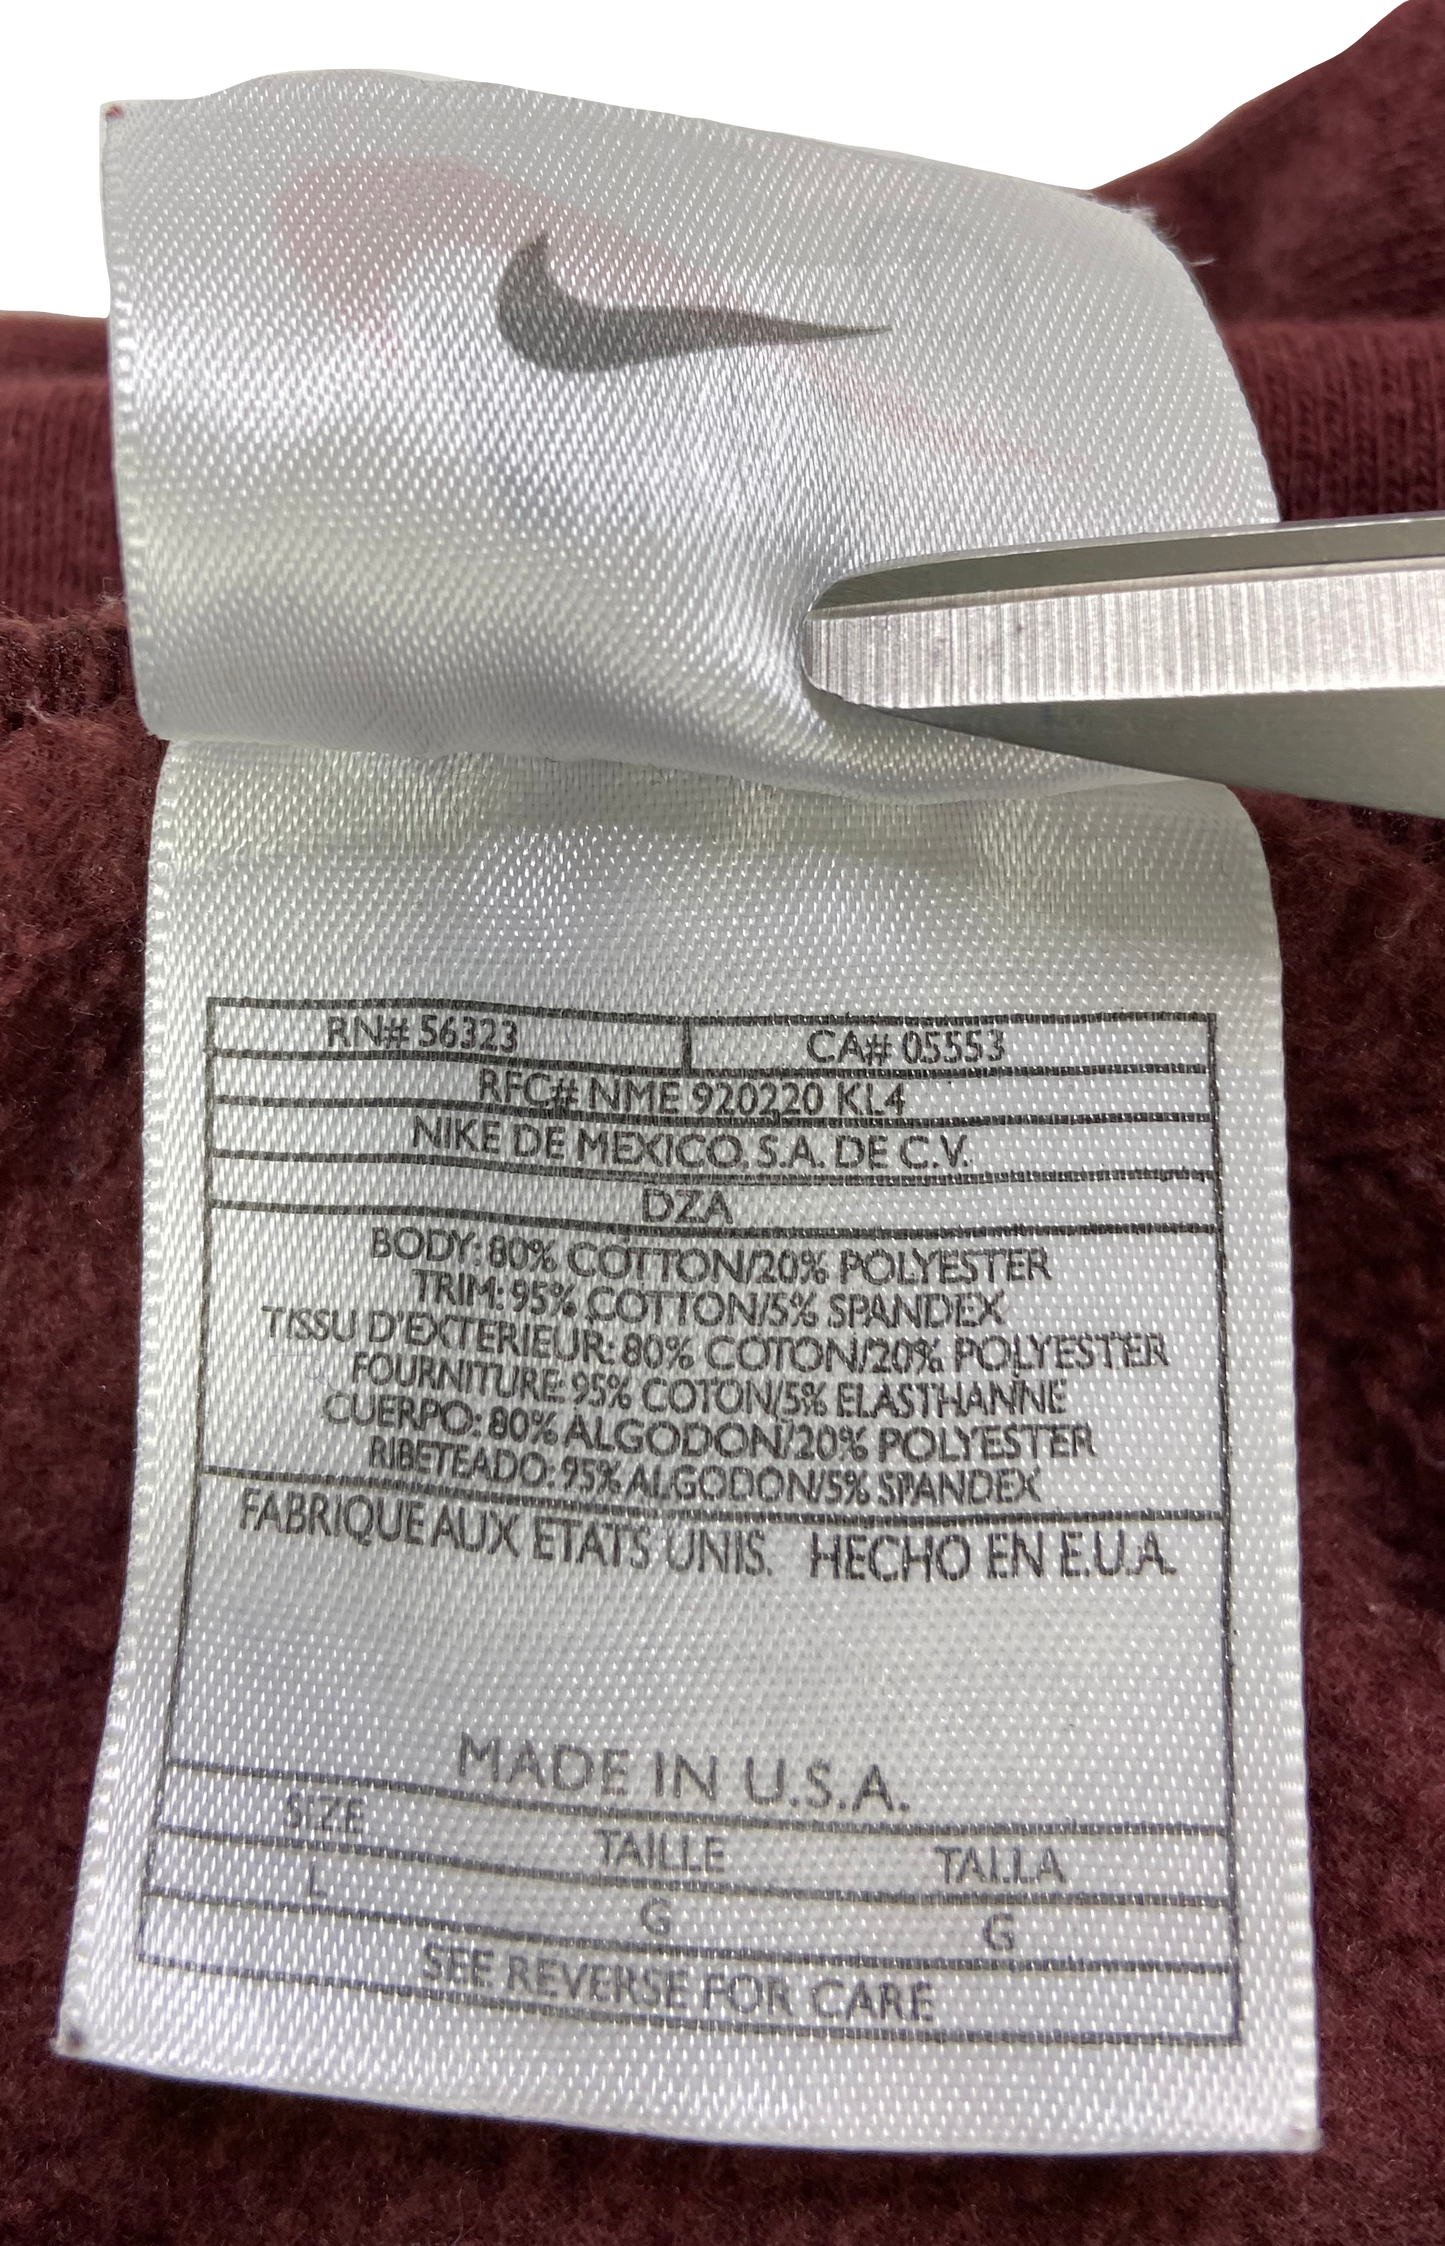 RN# 56323 CA# 05553
RFC# NME 920220 KL4
NIKE DE MEXICO, S.A. DE C.V.
DZA
BODY: 80% COTTON/20% POLYESTER
TRIM: 95% COTTON/5% SPANDEX
TISSU D'EXTERIEUR: 80% COTON/20% POLYESTER
FOURNITURE: 95% COTON/5% ELASTHANNE
CUERPO: 80% ALGODON/20% POLYESTER
RIBETEADO: 95% ALGODON/5% SPANDEX
FABRIQUE AUX ETATS UNIS. HECHO EN E.U.A.
MADE IN U.S.A.
SIZE TAILLE TALLA
L G G
SEE REVERSE FOR CARE